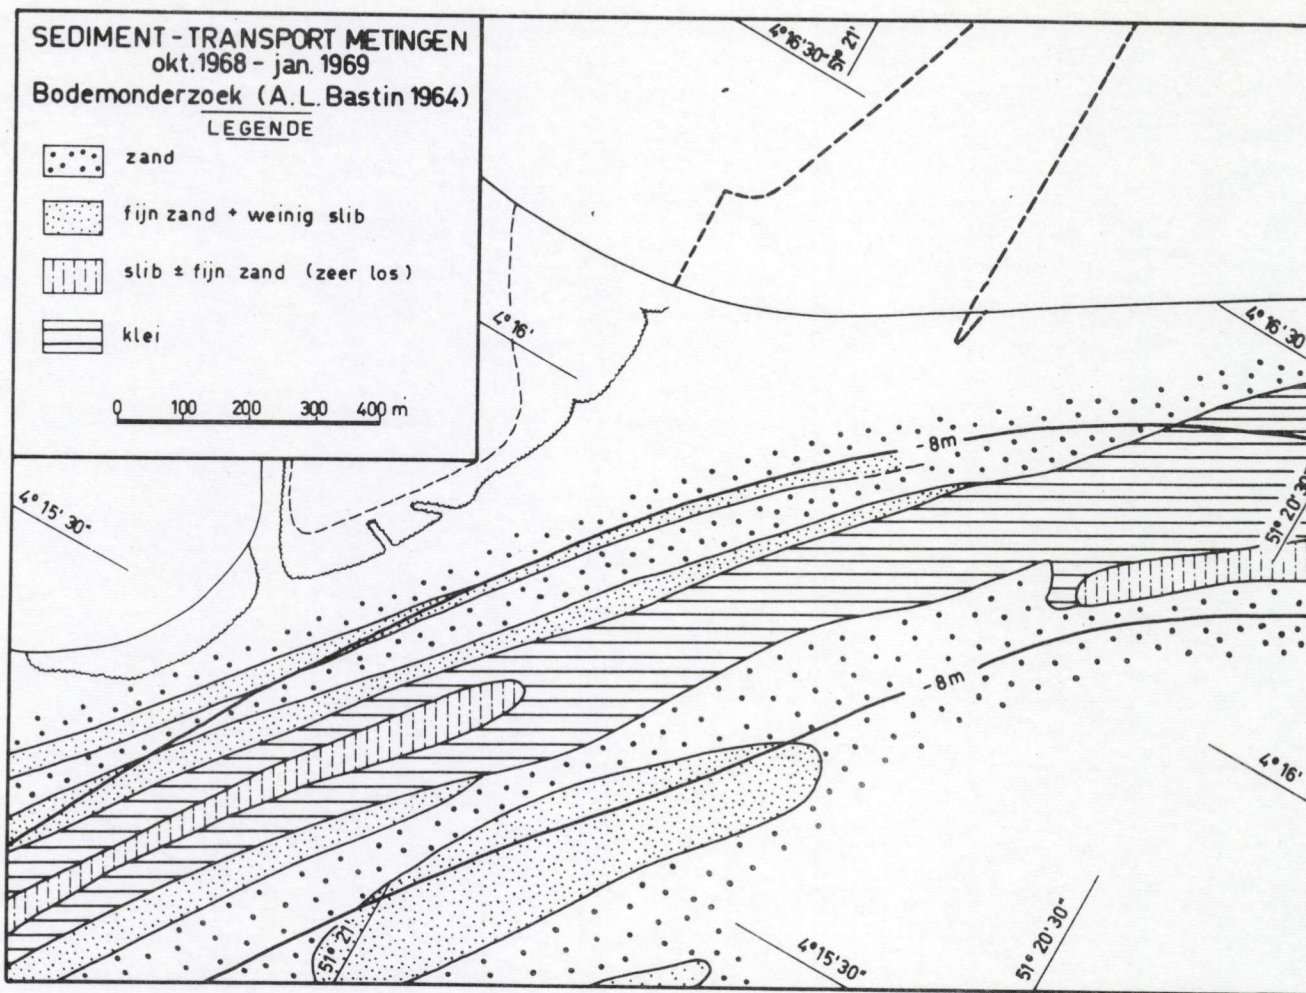 SEDIMENT-TRANSPORT METINGEN
okt.1968 - jan. 1969
Bodemonderzoek (A.L.Bastin 1964)
LEGENDE
zand
fijn zand + weinig slib
slib ± fijn zand (zeer los)
klei
0 100 200 300 400 m
4° 16' 30"
51° 21'
4° 16'
4° 16' 30
4° 15' 30"
-8m
51° 20' 30"
-8m
4° 16'
51° 21'
4° 15' 30"
51° 20' 30"